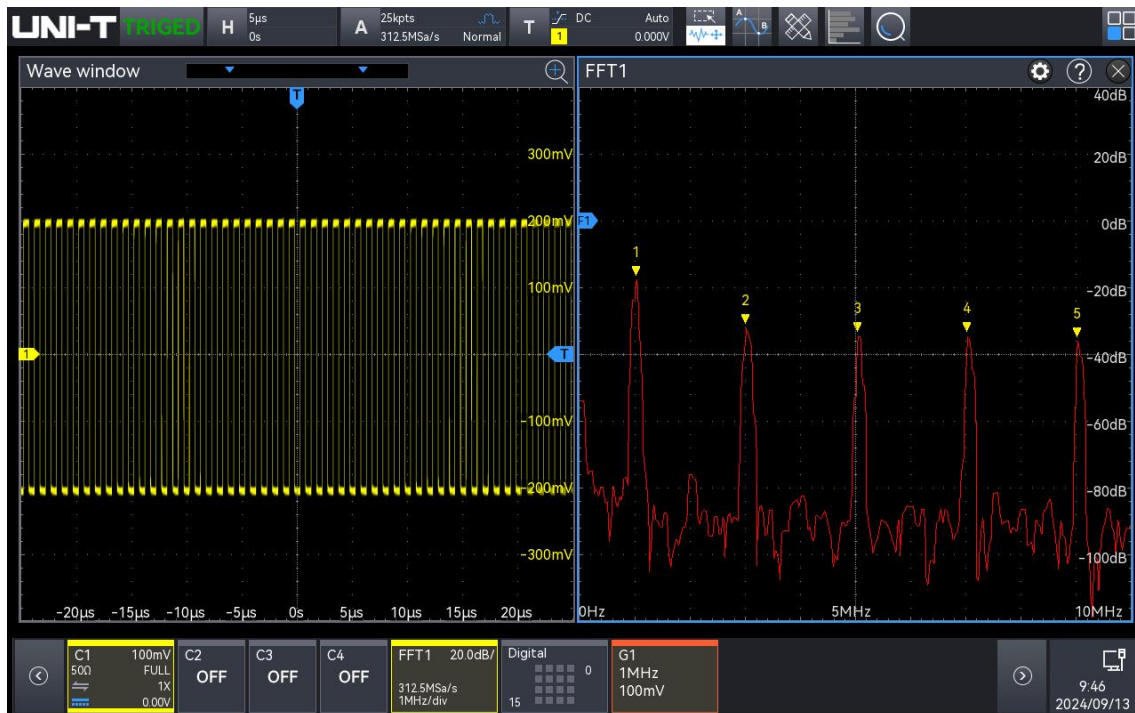 UNI-T TRIGED H 5µs A 25kpts T DC Auto
0s 312.5MSa/s Normal 1 0.000V A B
Wave window FFT1
T
40dB
300mV 20dB
200mV F1 0dB
1
100mV -20dB
2 3 4 5
1 T -40dB
-100mV -60dB
-200mV -80dB
-300mV -100dB
-20µs -15µs -10µs -5µs 0s 5µs 10µs 15µs 20µs 0Hz 5MHz 10MHz
C1 100mV C2 C3 C4 FFT1 20.0dB/ Digital G1
50Ω FULL OFF OFF OFF 0 1MHz
1X 312.5MSa/s 100mV 9:46
0.00V 1MHz/div 15 2024/09/13